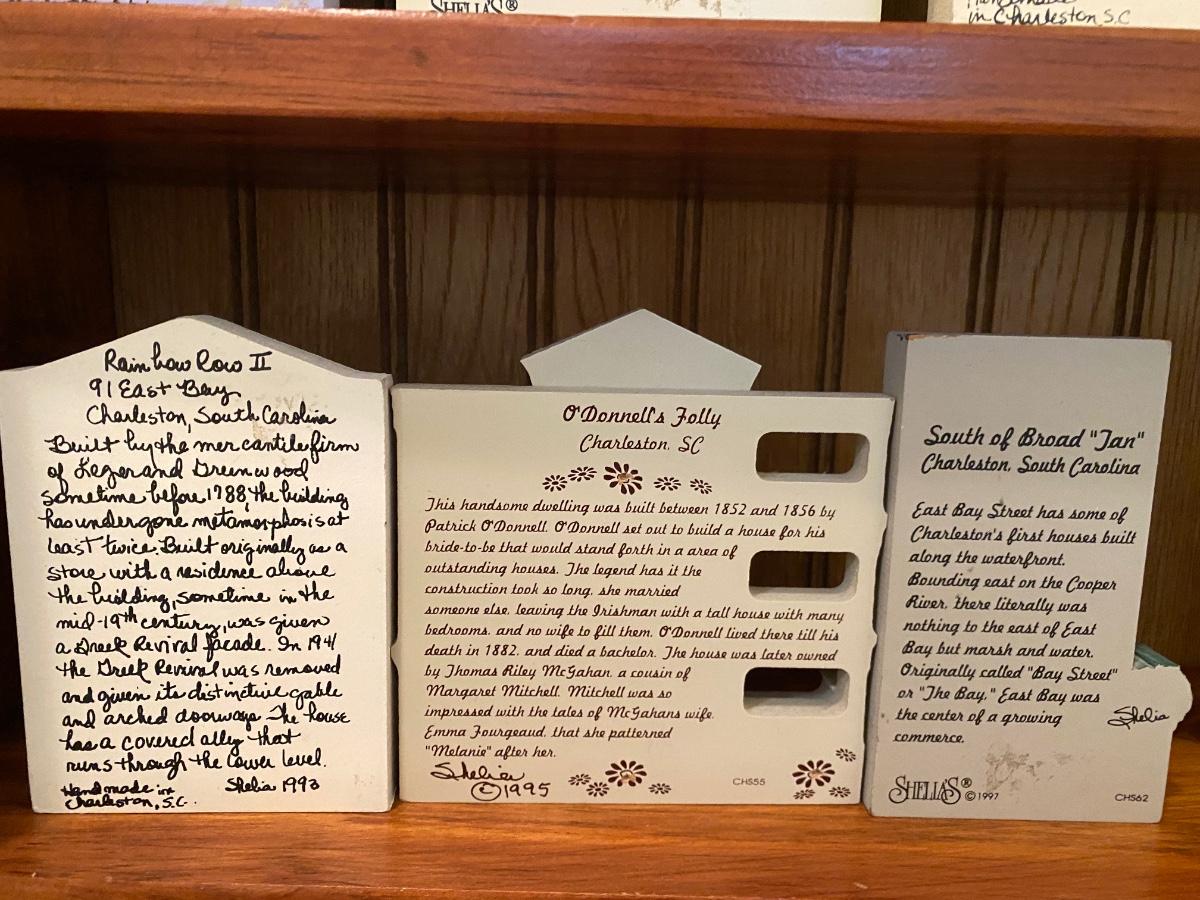 SHELIA'S®
in Charleston, S.C
Rainbow Row II
91 East Bay
Charleston, South Carolina
Built by the mercantile firm
of Leger and Greenwood
sometime before 1788, the building
has undergone metamorphosis at
least twice. Built originally as a
store with a residence above
the building, sometime in the
mid-19th century, was given
a Greek Revival facade. In 1941
the Greek Revival was removed
and given its distinctive gable
and arched doorways. The house
has a covered ally that
runs through the lower level.
Handmade in
Charleston, S.C.
Shelia 1993
O'Donnell's Folly
Charleston, SC
This handsome dwelling was built between 1852 and 1856 by
Patrick O'Donnell. O'Donnell set out to build a house for his
bride-to-be that would stand forth in a area of
outstanding houses. The legend has it the
construction took so long, she married
someone else, leaving the Irishman with a tall house with many
bedrooms, and no wife to fill them. O'Donnell lived there till his
death in 1882, and died a bachelor. The house was later owned
by Thomas Riley McGahan, a cousin of
Margaret Mitchell. Mitchell was so
impressed with the tales of McGahans wife,
Emma Fourgeaud, that she patterned
"Melanie" after her.
Shelia
©1995
CHS55
South of Broad "Tan"
Charleston, South Carolina
East Bay Street has some of
Charleston's first houses built
along the waterfront.
Bounding east on the Cooper
River, there literally was
nothing to the east of East
Bay but marsh and water.
Originally called "Bay Street"
or "The Bay," East Bay was
the center of a growing
commerce.
Shelia
SHELIA'S® ©1997
CHS62